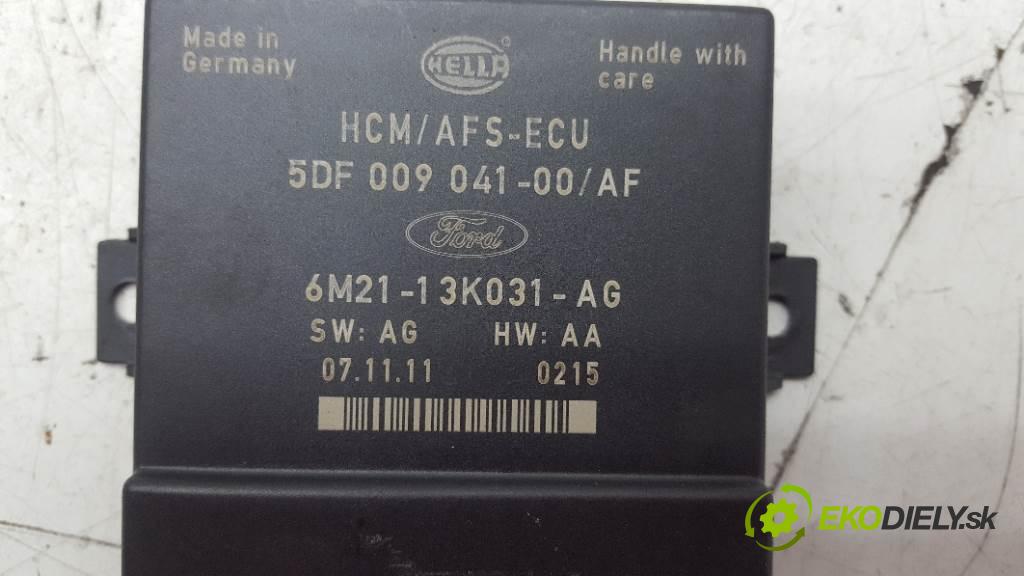 Made in
Germany
HELLA
Handle with
care
HCM/AFS-ECU
5DF 009 041-00/AF
Ford
6M21-13K031-AG
SW: AG HW: AA
07.11.11 0215
EKODIELY.sk